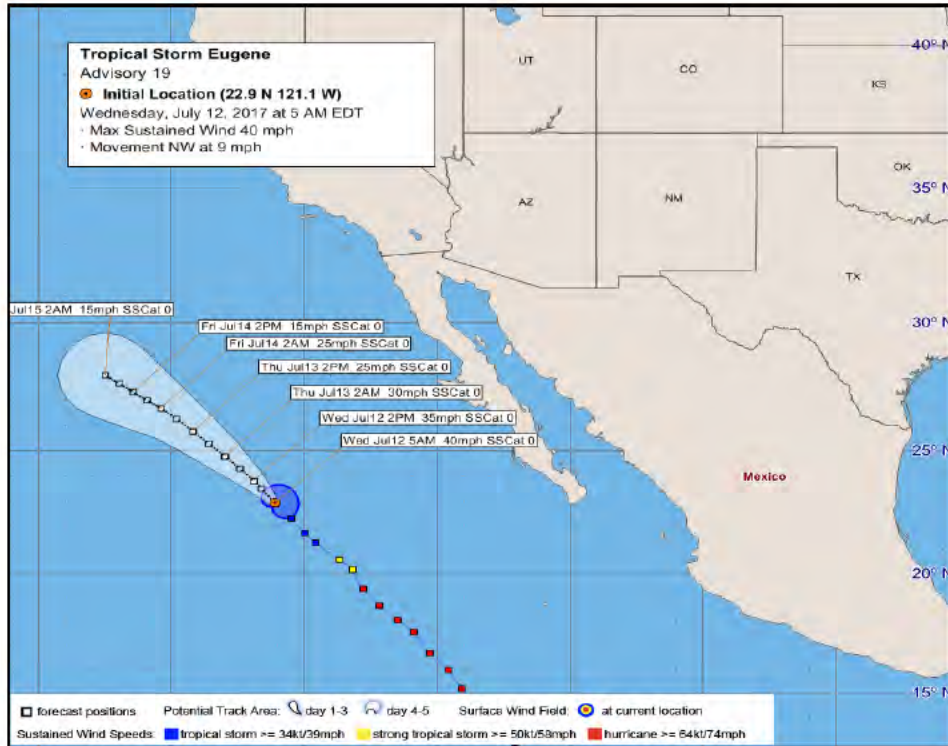 Tropical Storm Eugene
Advisory 19
Initial Location (22.9 N 121.1 W)
Wednesday, July 12, 2017 at 5 AM EDT
· Max Sustained Wind 40 mph
· Movement NW at 9 mph
40° N
UT
CO
KS
35° N
OK
AZ
NM
TX
30° N
Jul15 2AM 15mph SSCat 0
Fri Jul14 2PM 15mph SSCat 0
Fri Jul14 2AM 25mph SSCat 0
Thu Jul13 2PM 25mph SSCat 0
Thu Jul13 2AM 30mph SSCat 0
Wed Jul12 2PM 35mph SSCat 0
Wed Jul12 5AM 40mph SSCat 0
25° N
Mexico
20° N
15° N
forecast positions Potential Track Area: day 1-3 day 4-5 Surface Wind Field: at current location
Sustained Wind Speeds: tropical storm >= 34kt/39mph strong tropical storm >= 50kt/58mph hurricane >= 64kt/74mph